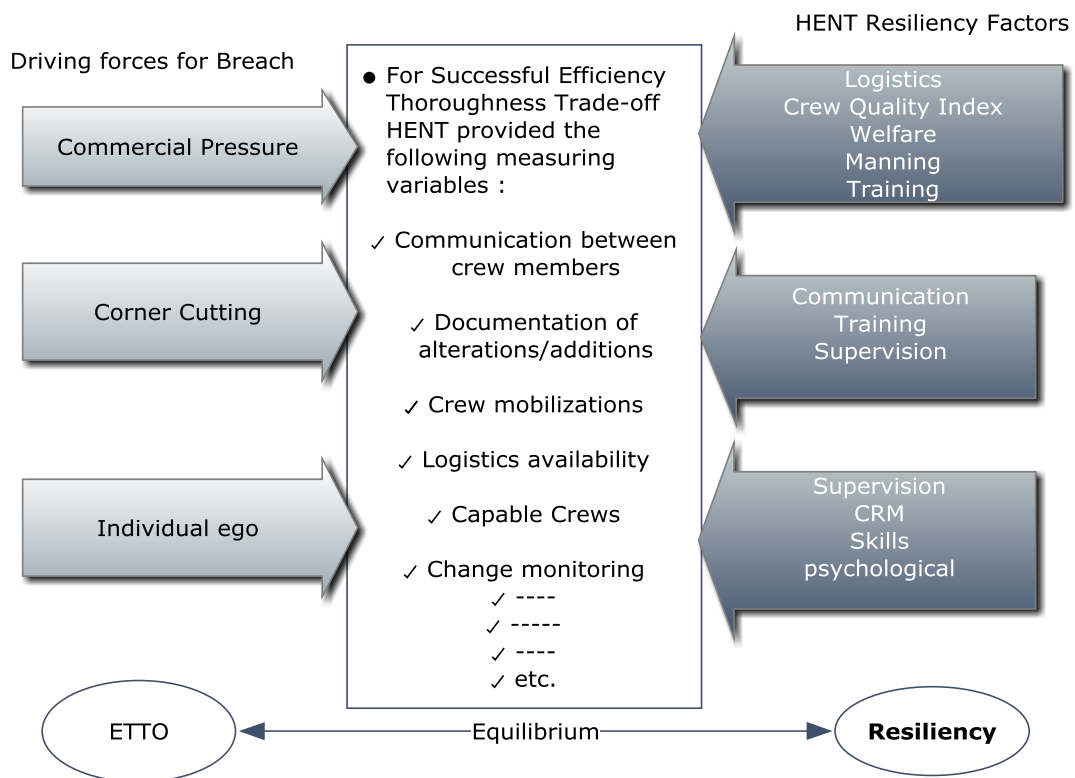 HENT Resiliency Factors
Driving forces for Breach
Commercial Pressure
Corner Cutting
Individual ego
● For Successful Efficiency
Thoroughness Trade-off
HENT provided the
following measuring
variables :
✓ Communication between
crew members
✓ Documentation of
alterations/additions
✓ Crew mobilizations
✓ Logistics availability
✓ Capable Crews
✓ Change monitoring
✓ ----
✓ -----
✓ ----
✓ etc.
Logistics
Crew Quality Index
Welfare
Manning
Training
Communication
Training
Supervision
Supervision
CRM
Skills
psychological
ETTO
Equilibrium
Resiliency